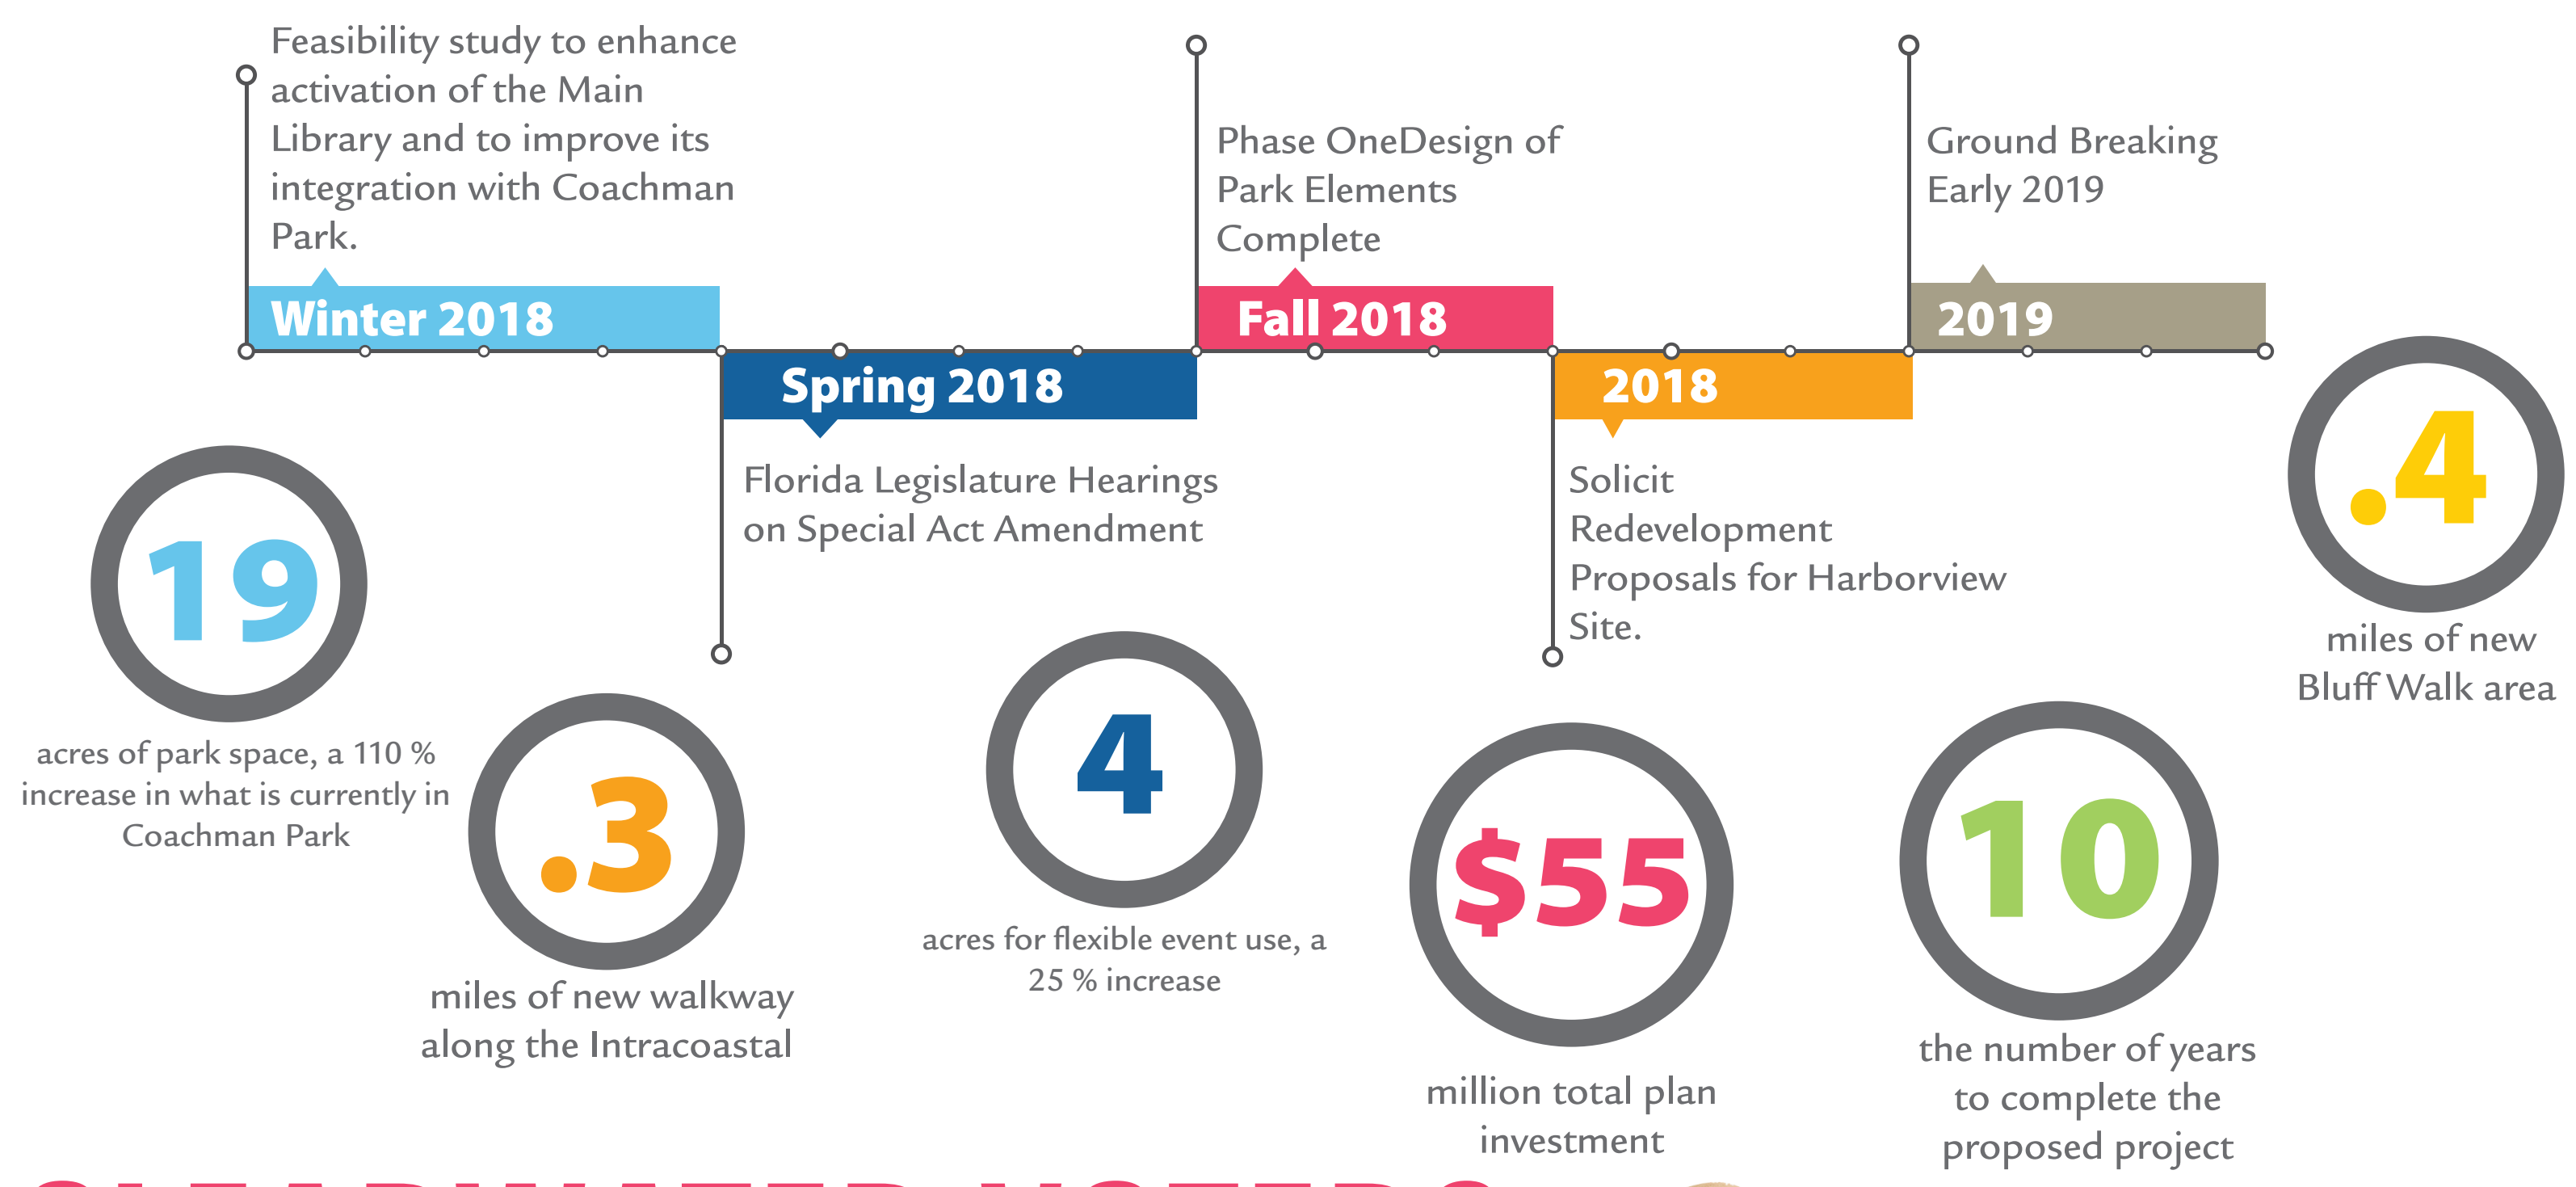 Feasibility study to enhance
activation of the Main
Library and to improve its
integration with Coachman
Park.
Winter 2018
Spring 2018
Florida Legislature Hearings
on Special Act Amendment
Phase OneDesign of
Park Elements
Complete
Fall 2018
2018
Solicit
Redevelopment
Proposals for Harborview
Site.
Ground Breaking
Early 2019
2019
19
acres of park space, a 110 %
increase in what is currently in
Coachman Park
.3
miles of new walkway
along the Intracoastal
4
acres for flexible event use, a
25 % increase
$55
million total plan
investment
10
the number of years
to complete the
proposed project
.4
miles of new
Bluff Walk area